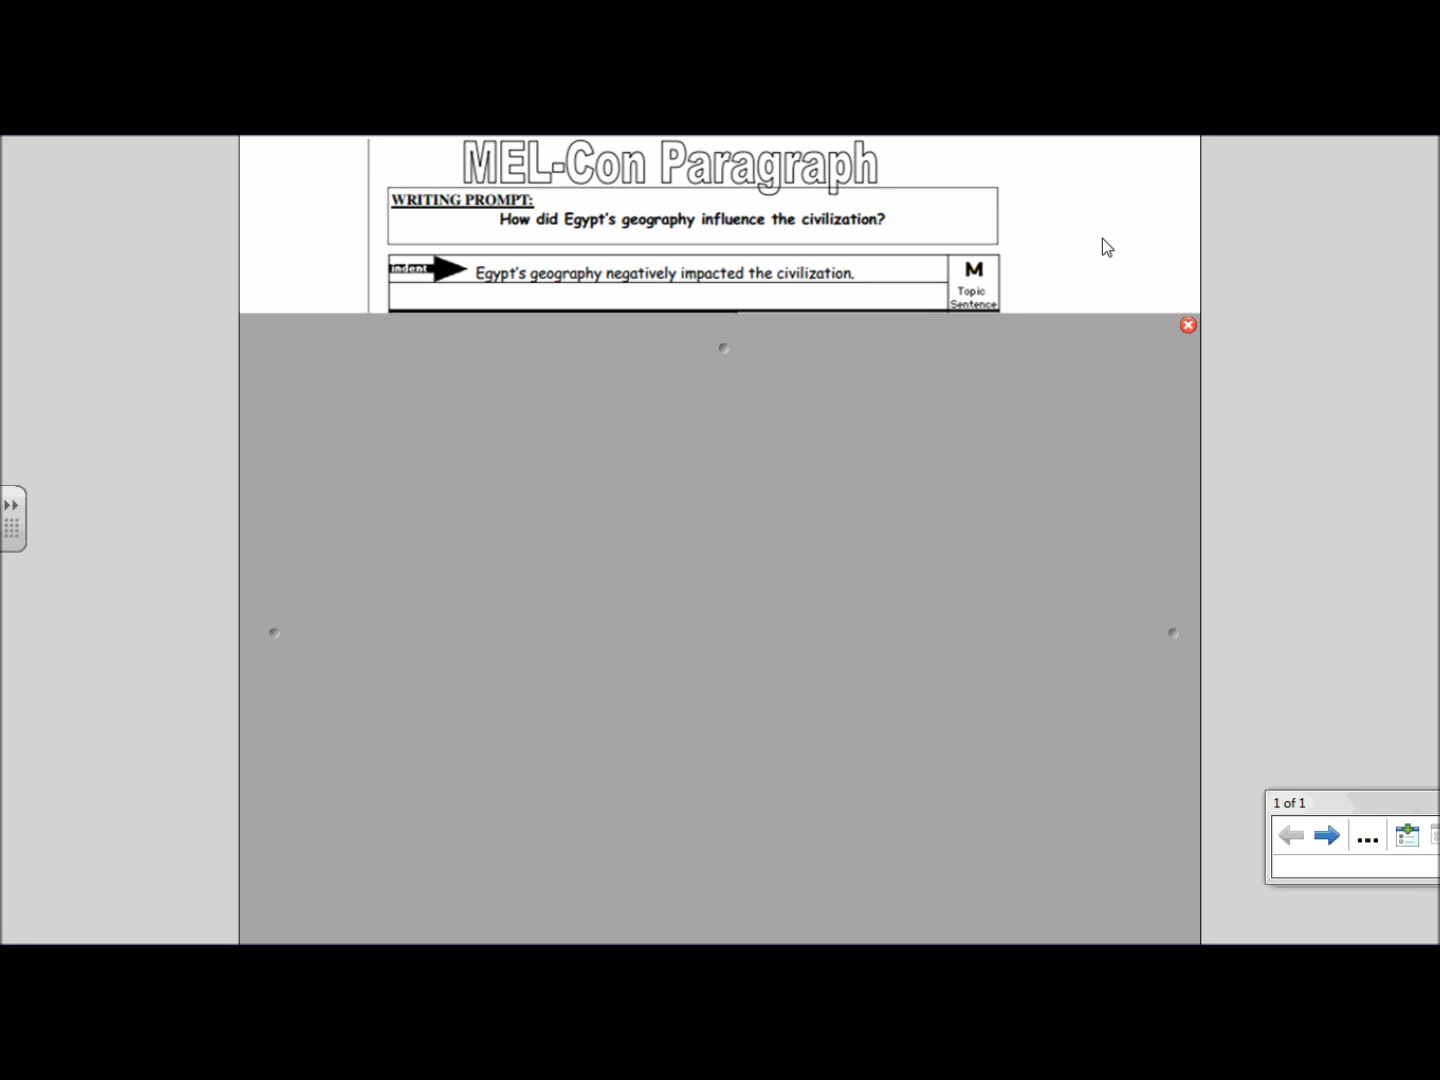 MEL-Con Paragraph
WRITING PROMPT:
How did Egypt's geography influence the civilization?
indent
Egypt's geography negatively impacted the civilization.
M
Topic
Sentence
1 of 1
...